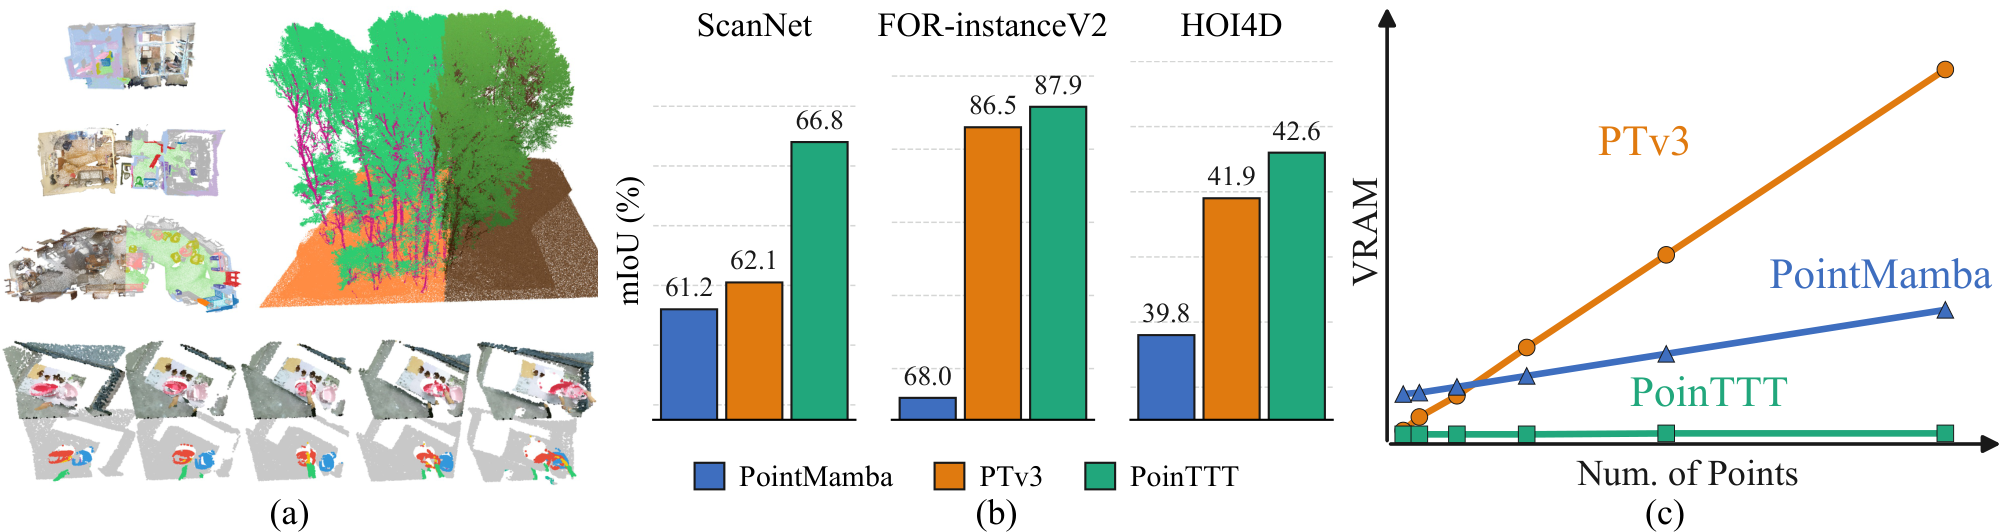 ScanNet
FOR-instanceV2
HOI4D
mIoU (%)
61.2
62.1
66.8
68.0
86.5
87.9
39.8
41.9
42.6
PointMamba
PTv3
PoinTTT
VRAM
PTv3
PointMamba
PoinTTT
Num. of Points
(a)
(b)
(c)